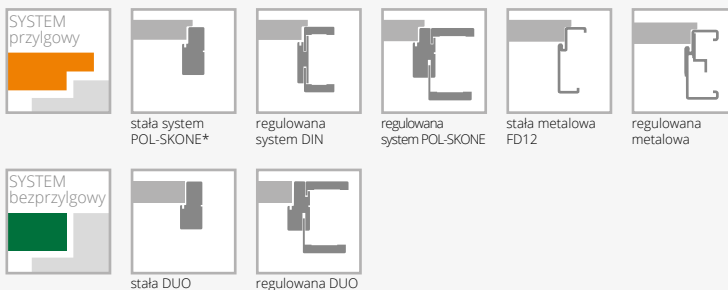 SYSTEM
przylgowy
stała system
POL-SKONE*
regulowana
system DIN
regulowana
system POL-SKONE
stała metalowa
FD12
regulowana
metalowa
SYSTEM
bezprzylgowy
stała DUO
regulowana DUO